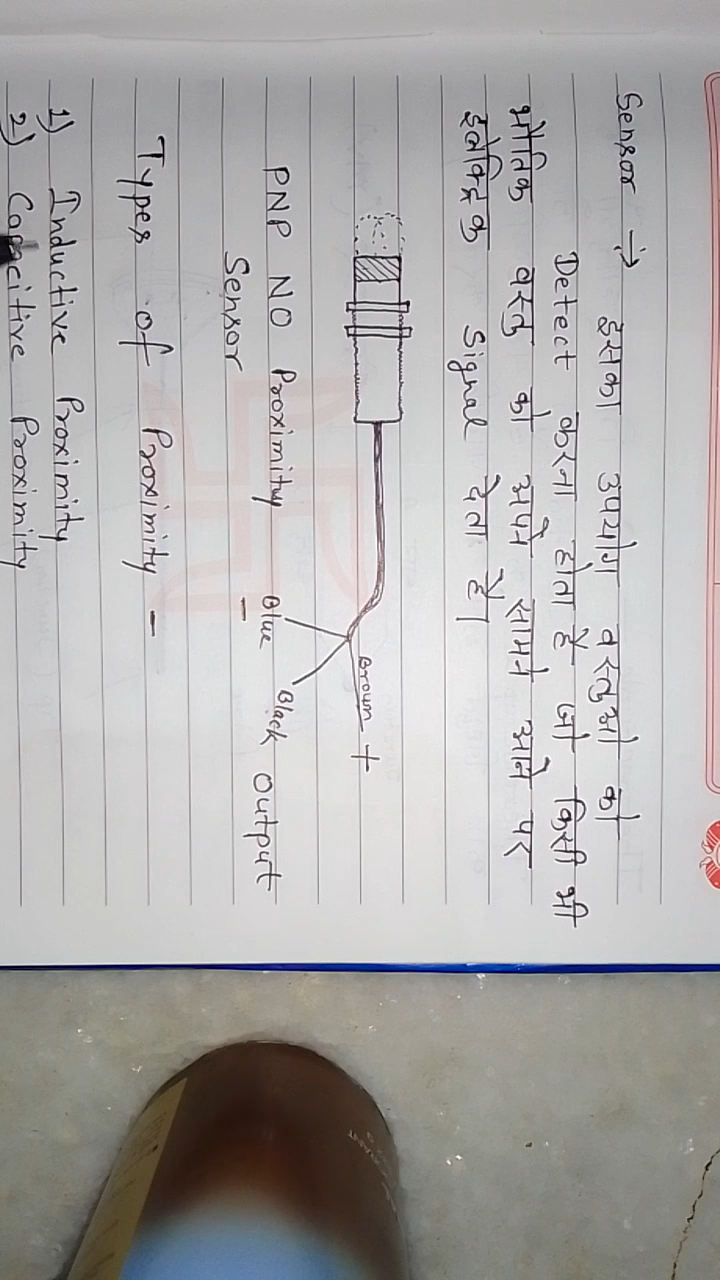 Sensor → इसका उपयोग वस्तुओ को
Detect करना होता है जो किसी भी
भौतिक वस्तु को अपने सामने आने पर
इलेक्ट्रिक Signal देता है।
Brown +
Black output
Blue -
PNP NO Proximity
Sensor
Types of Proximity -
1) Inductive Proximity
2) Capacitive Proximity